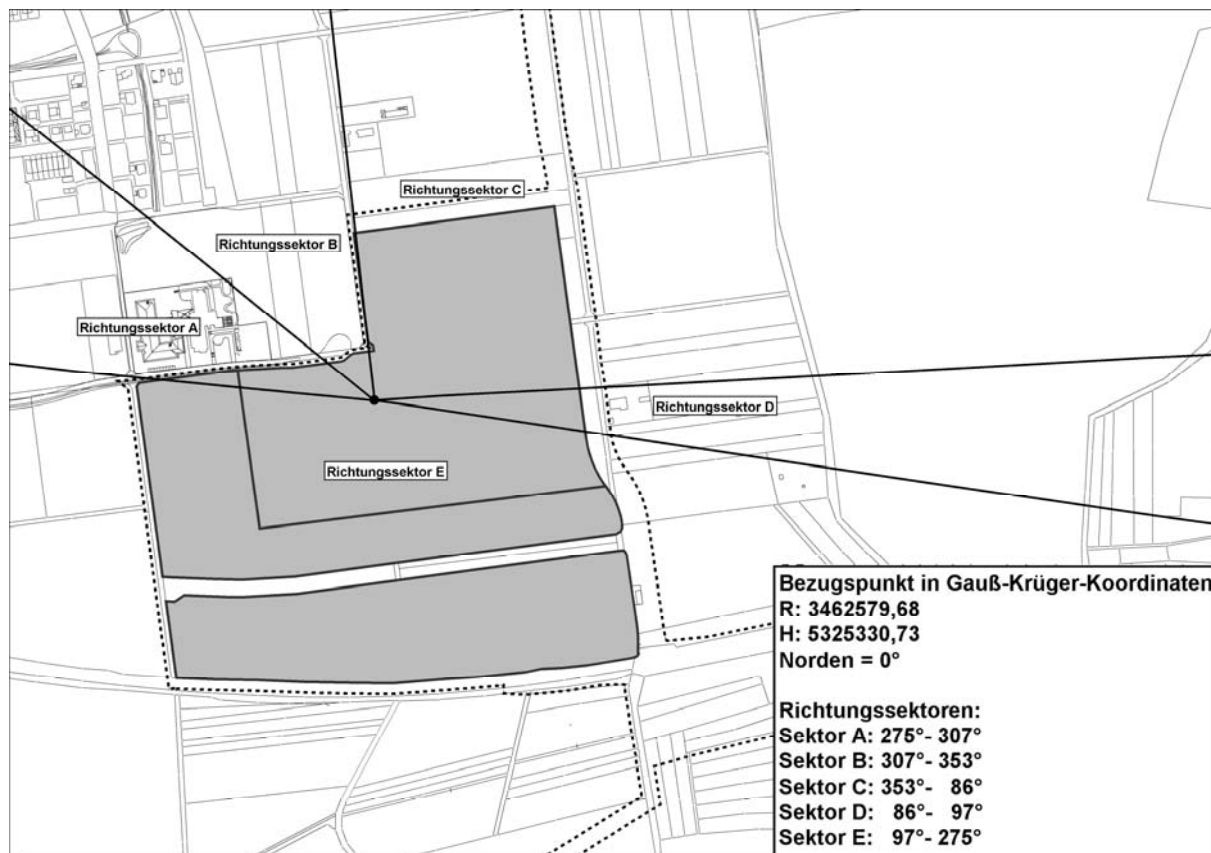 Richtungssektor C
Richtungssektor B
Richtungssektor A
Richtungssektor D
Richtungssektor E
Bezugspunkt in Gauß-Krüger-Koordinaten
R: 3462579,68
H: 5325330,73
Norden = 0°
Richtungssektoren:
Sektor A: 275°- 307°
Sektor B: 307°- 353°
Sektor C: 353°- 86°
Sektor D: 86°- 97°
Sektor E: 97°- 275°